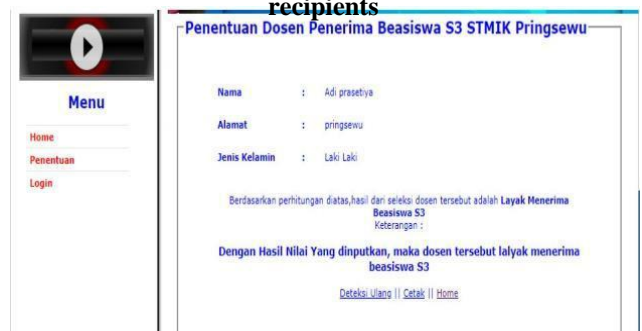 recipients
Penentuan Dosen Penerima Beasiswa S3 STMIK Pringsewu
Menu
Home
Penentuan
Login
Nama : Adi prasetiya
Alamat : pringsewu
Jenis Kelamin : Laki Laki
Berdasarkan perhitungan diatas,hasil dari seleksi dosen tersebut adalah Layak Menerima
Beasiswa S3
Keterangan :
Dengan Hasil Nilai Yang dinputkan, maka dosen tersebut lalyak menerima
beasiswa S3
Deteksi Ulang || Cetak || Home